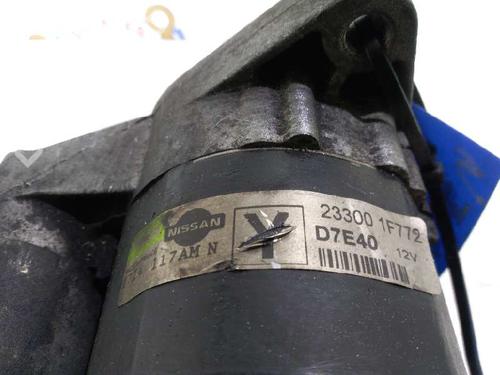 NISSAN
117AM N
Y
23300 1F772
D7E40
12V